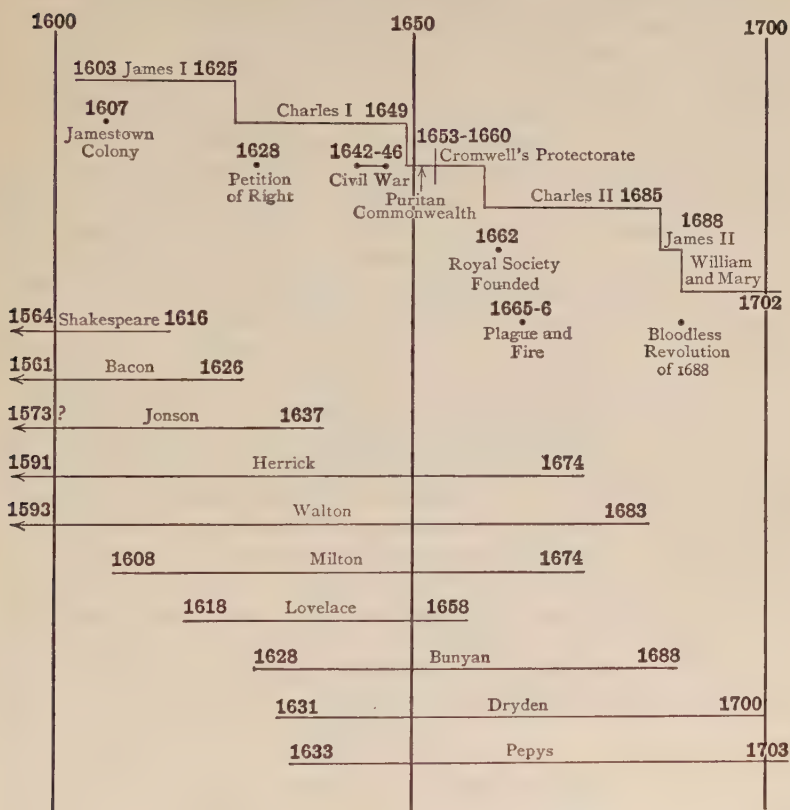 1600
1650
1700
1603 James I 1625
1607
Jamestown
Colony
Charles I 1649
1628
Petition
of Right
1642-46
Civil War
1653-1660
Cromwell's Protectorate
Puritan
Commonwealth
Charles II 1685
1688
James II
William
and Mary
1702
1662
Royal Society
Founded
1665-6
Plague and
Fire
Bloodless
Revolution
of 1688
1564 Shakespeare 1616
1561 Bacon 1626
1573 ? Jonson 1637
1591 Herrick 1674
1593 Walton 1683
1608 Milton 1674
1618 Lovelace 1658
1628 Bunyan 1688
1631 Dryden 1700
1633 Pepys 1703